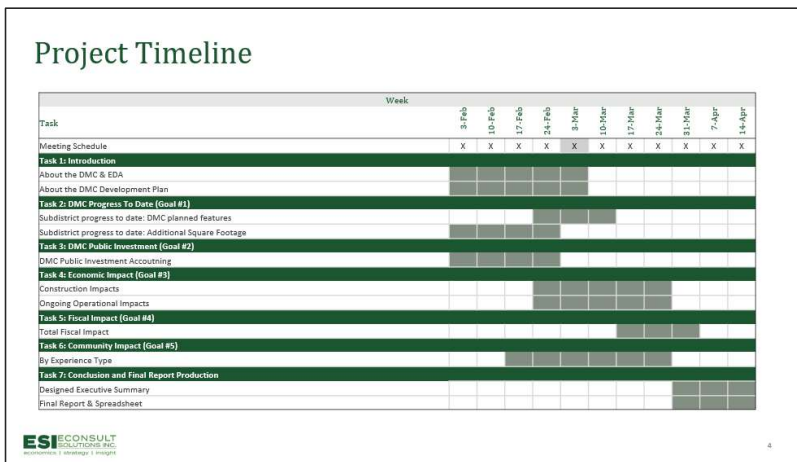 Project Timeline
Week
Task 3-Feb 10-Feb 17-Feb 24-Feb 3-Mar 10-Mar 17-Mar 24-Mar 31-Mar 7-Apr 14-Apr
Meeting Schedule X X X X X X X X X X X
Task 1: Introduction
About the DMC & EDA
About the DMC Development Plan
Task 2: DMC Progress To Date (Goal #1)
Subdistrict progress to date: DMC planned features
Subdistrict progress to date: Additional Square Footage
Task 3: DMC Public Investment (Goal #2)
DMC Public Investment Accoutning
Task 4: Economic Impact (Goal #3)
Construction Impacts
Ongoing Operational Impacts
Task 5: Fiscal Impact (Goal #4)
Total Fiscal Impact
Task 6: Community Impact (Goal #5)
By Experience Type
Task 7: Conclusion and Final Report Production
Designed Executive Summary
Final Report & Spreadsheet
ESI ECONSULT
SOLUTIONS INC.
economics | strategy | insight
4